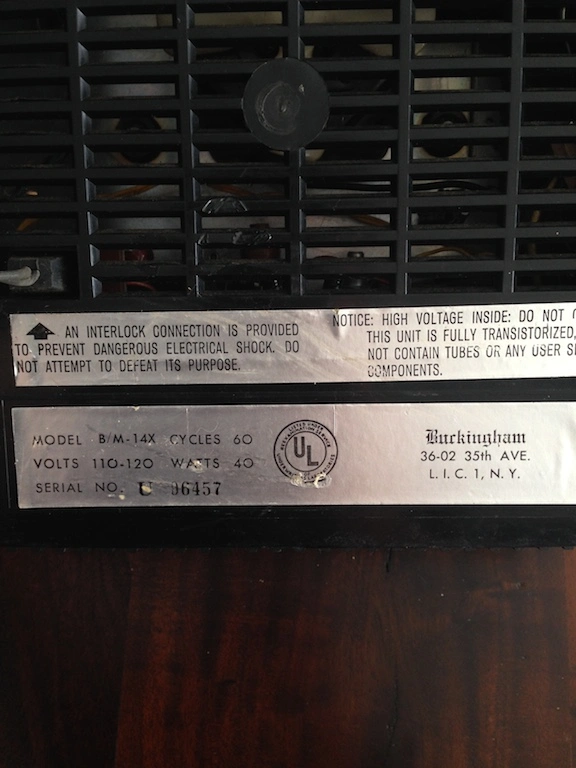 AN INTERLOCK CONNECTION IS PROVIDED
TO PREVENT DANGEROUS ELECTRICAL SHOCK. DO
NOT ATTEMPT TO DEFEAT ITS PURPOSE.
NOTICE: HIGH VOLTAGE INSIDE: DO NOT
THIS UNIT IS FULLY TRANSISTORIZED,
NOT CONTAIN TUBES OR ANY USER
COMPONENTS.
MODEL B/M-14X CYCLES 60
VOLTS 110-120 WATTS 40
SERIAL NO. 96457
UL
Buckingham
36-02 35th AVE.
L.I.C. 1, N.Y.